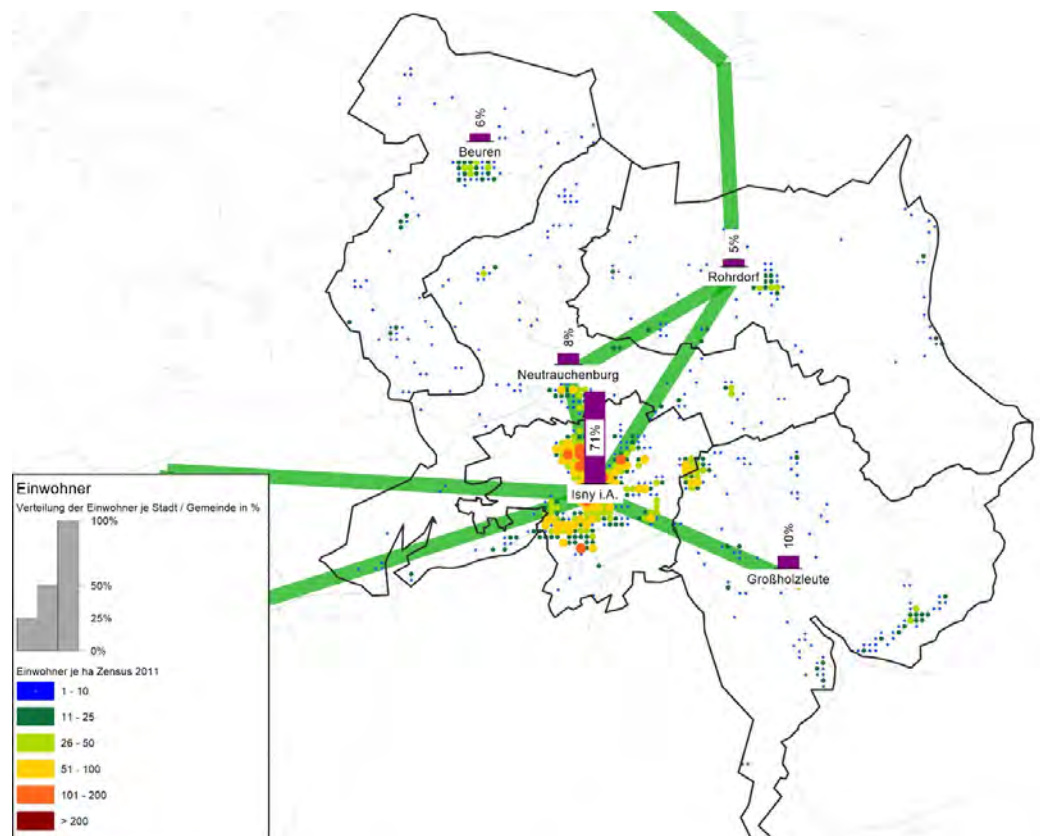 6%
Beuren
5%
Rohrdorf
8%
Neutrauchenburg
71%
Isny i.A.
10%
Großholzleute
Einwohner
Verteilung der Einwohner je Stadt / Gemeinde in %
100%
50%
25%
0%
Einwohner je ha Zensus 2011
1 - 10
11 - 25
26 - 50
51 - 100
101 - 200
> 200